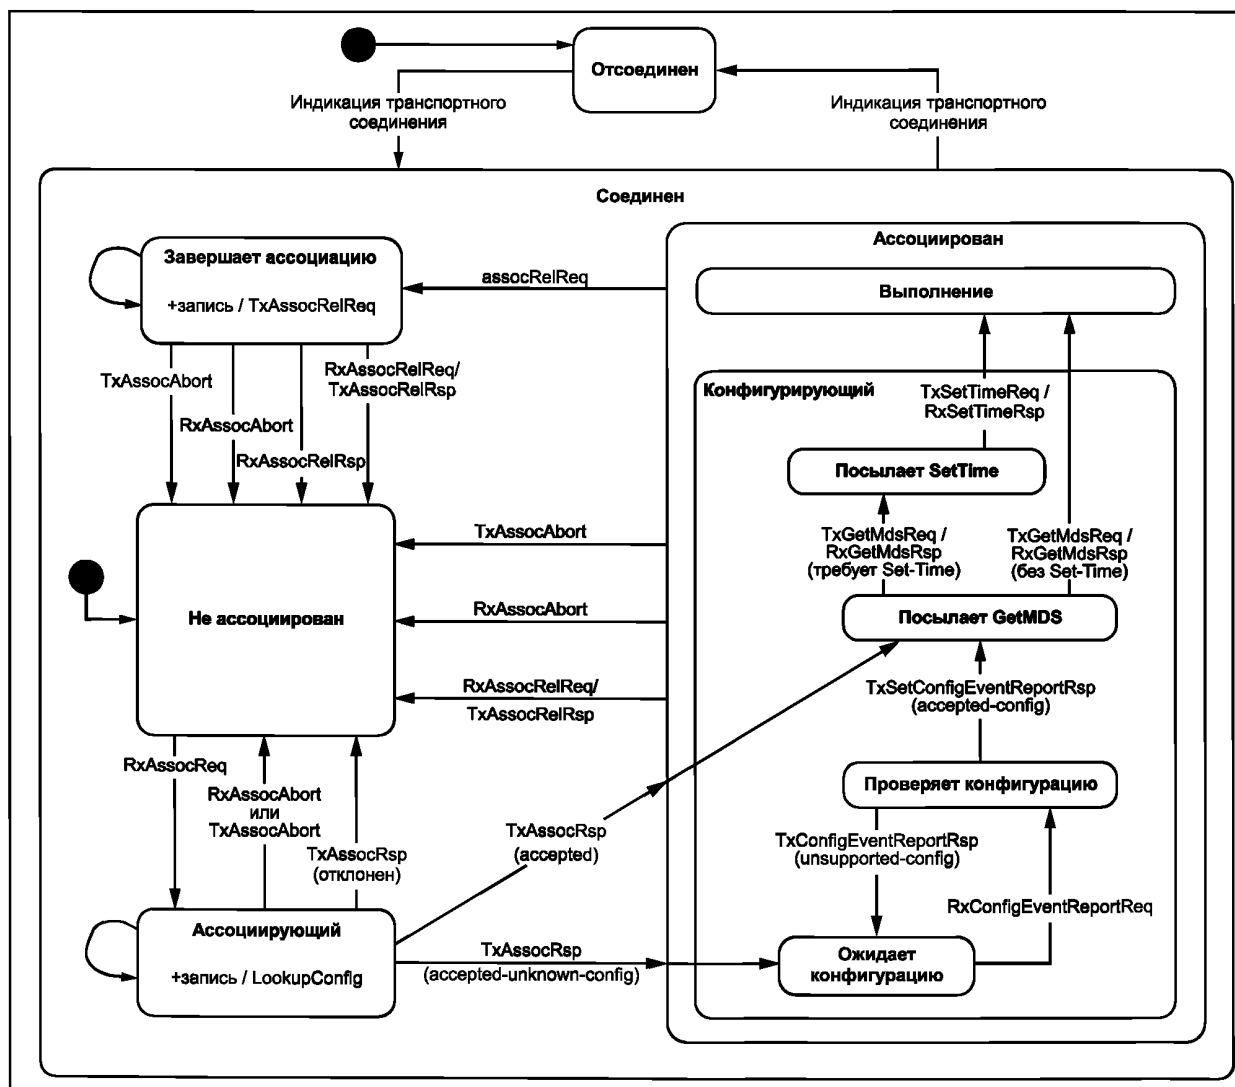 Отсоединен
Индикация транспортного
соединения
Индикация транспортного
соединения
Соединен
Завершает ассоциацию
+запись / TxAssocRelReq
assocRelReq
Ассоциирован
Выполнение
TxAssocAbort
RxAssocAbort
RxAssocRelRsp
RxAssocRelReq/
TxAssocRelRsp
Конфигурирующий
TxSetTimeReq /
RxSetTimeRsp
Посылает SetTime
TxGetMdsReq /
RxGetMdsRsp
(требует Set-Time)
TxGetMdsReq /
RxGetMdsRsp
(без Set-Time)
Не ассоциирован
TxAssocAbort
RxAssocAbort
RxAssocRelReq/
TxAssocRelRsp
Посылает GetMDS
TxSetConfigEventReportRsp
(accepted-config)
Проверяет конфигурацию
RxAssocReq
RxAssocAbort
или
TxAssocAbort
TxAssocRsp
(отклонен)
TxAssocRsp
(accepted)
TxConfigEventReportRsp
(unsupported-config)
RxConfigEventReportReq
Ассоциирующий
+запись / LookupConfig
TxAssocRsp
(accepted-unknown-config)
Ожидает
конфигурацию